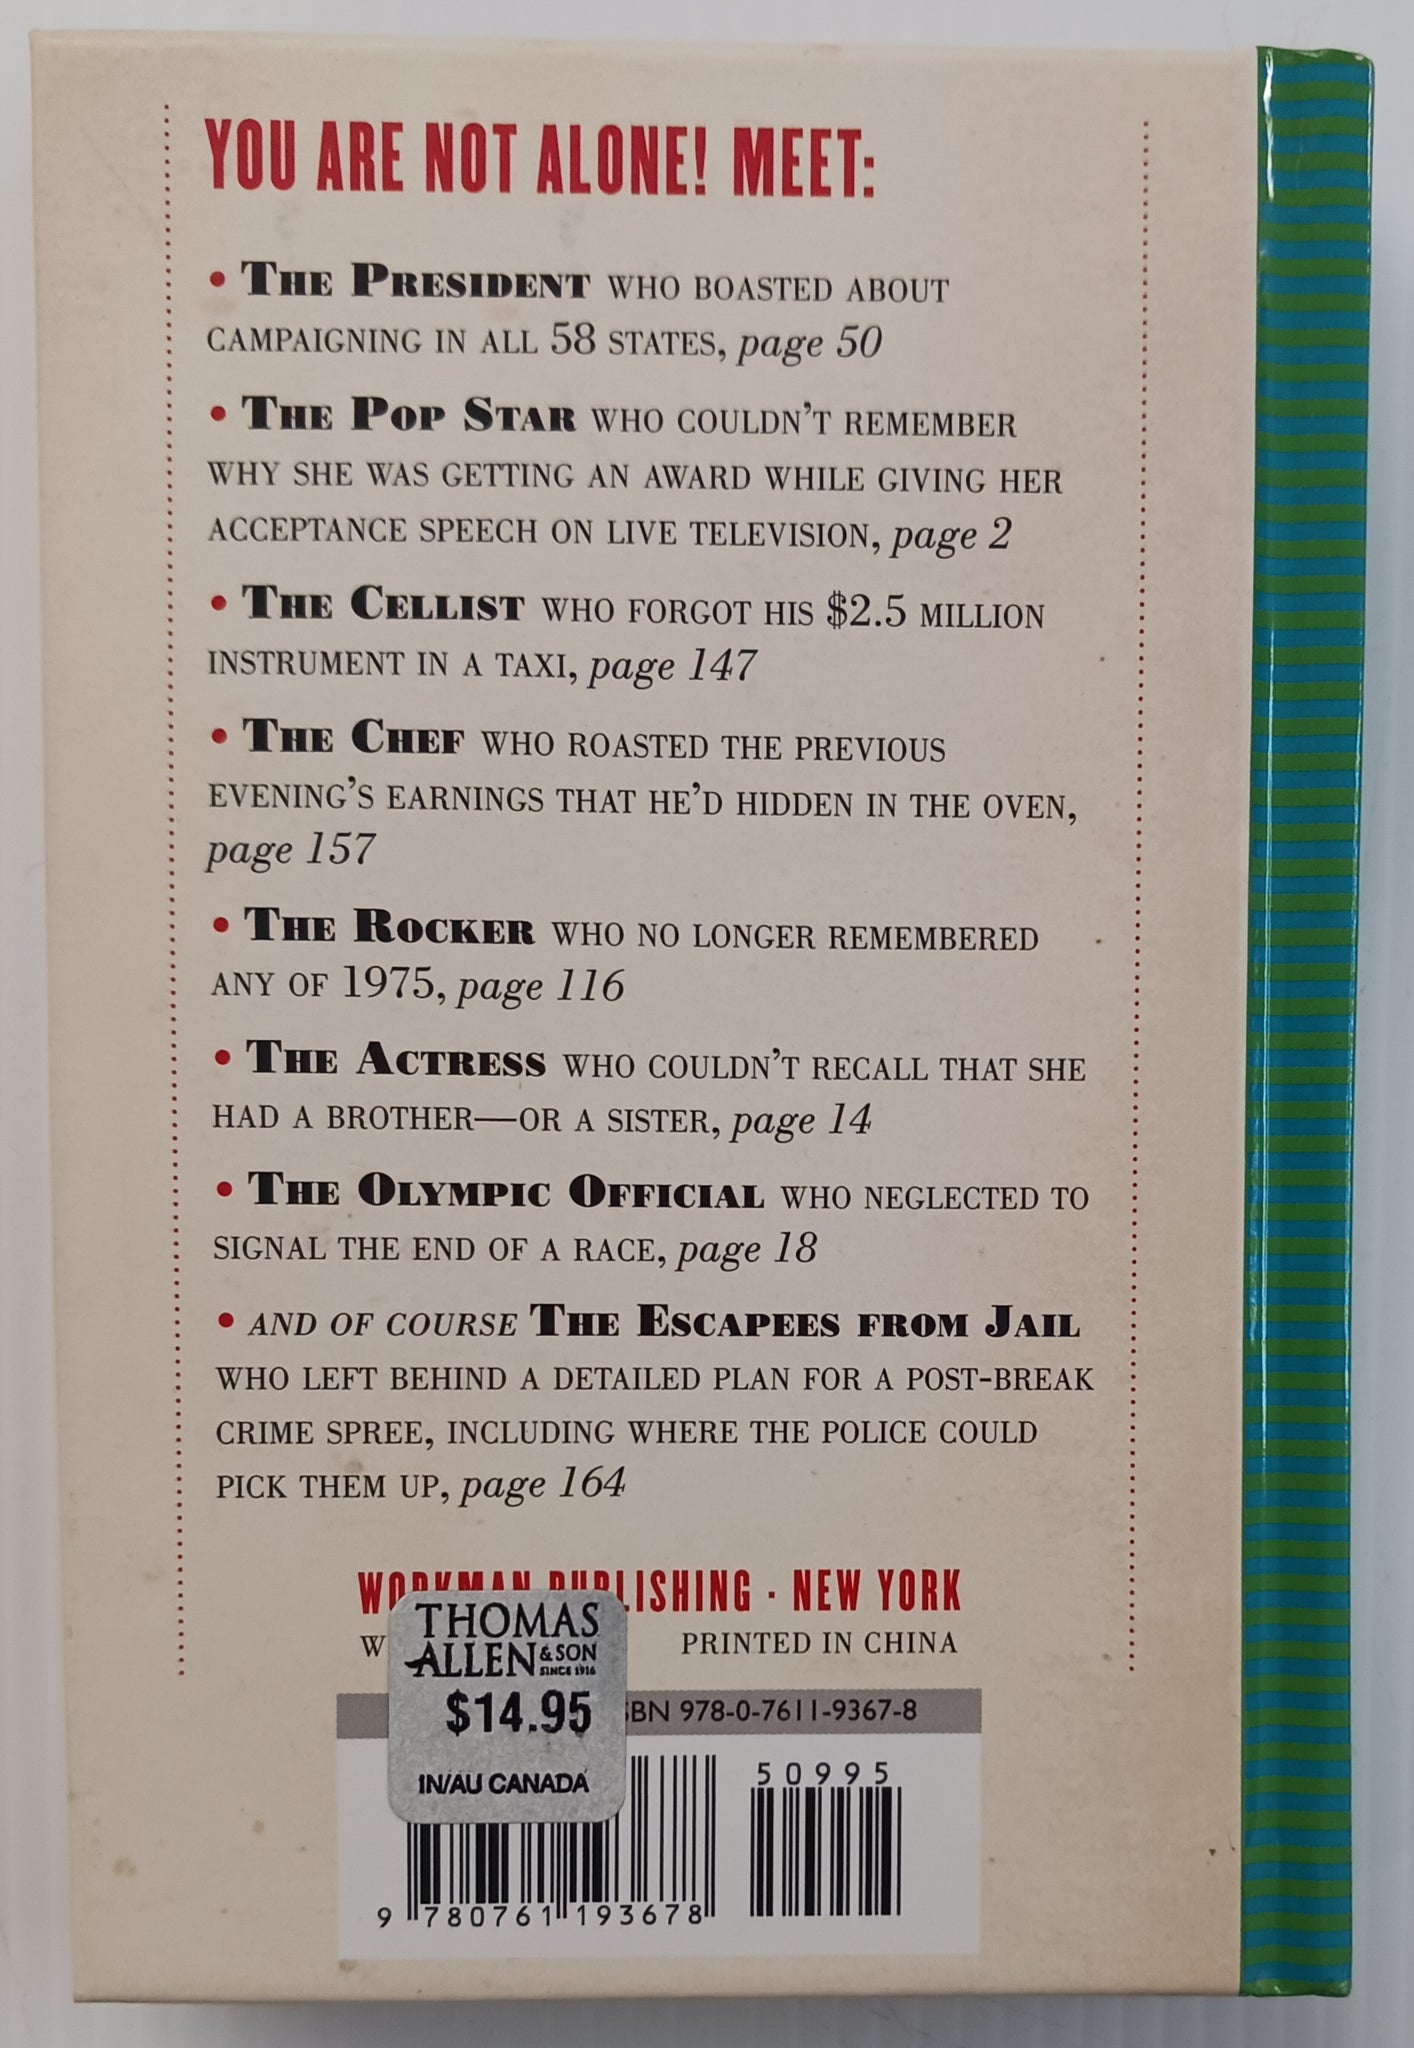 YOU ARE NOT ALONE! MEET:
• THE PRESIDENT WHO BOASTED ABOUT
CAMPAIGNING IN ALL 58 STATES, page 50
• THE POP STAR WHO COULDN'T REMEMBER
WHY SHE WAS GETTING AN AWARD WHILE GIVING HER
ACCEPTANCE SPEECH ON LIVE TELEVISION, page 2
• THE CELLIST WHO FORGOT HIS $2.5 MILLION
INSTRUMENT IN A TAXI, page 147
• THE CHEF WHO ROASTED THE PREVIOUS
EVENING'S EARNINGS THAT HE'D HIDDEN IN THE OVEN,
page 157
• THE ROCKER WHO NO LONGER REMEMBERED
ANY OF 1975, page 116
• THE ACTRESS WHO COULDN'T RECALL THAT SHE
HAD A BROTHER—OR A SISTER, page 14
• THE OLYMPIC OFFICIAL WHO NEGLECTED TO
SIGNAL THE END OF A RACE, page 18
• AND OF COURSE THE ESCAPEES FROM JAIL
WHO LEFT BEHIND A DETAILED PLAN FOR A POST-BREAK
CRIME SPREE, INCLUDING WHERE THE POLICE COULD
PICK THEM UP, page 164
WORKMAN PUBLISHING · NEW YORK
PRINTED IN CHINA
THOMAS
ALLEN & SON
SINCE 1916
$14.95
IN/AU CANADA
ISBN 978-0-7611-9367-8
50995
9 780761 193678